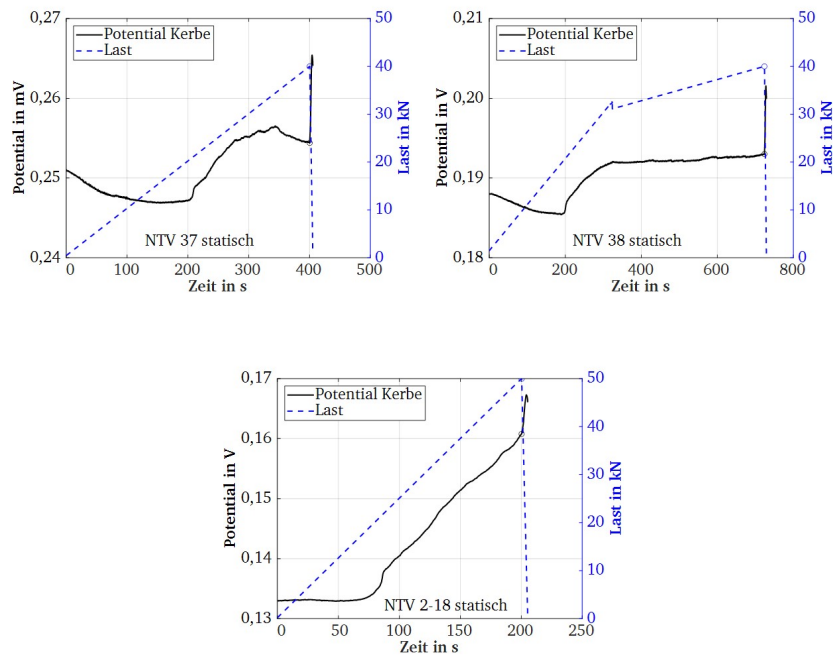 0,27
0,26
0,25
0,24
Potential in mV
Potential Kerbe
Last
NTV 37 statisch
50
40
30
20
10
0
Last in kN
0 100 200 300 400 500
Zeit in s
0,21
0,20
0,19
0,18
Potential in V
Potential Kerbe
Last
NTV 38 statisch
50
40
30
20
10
0
Last in kN
0 200 400 600 800
Zeit in s
0,17
0,16
0,15
0,14
0,13
Potential in V
Potential Kerbe
Last
NTV 2-18 statisch
50
40
30
20
10
0
Last in kN
0 50 100 150 200 250
Zeit in s